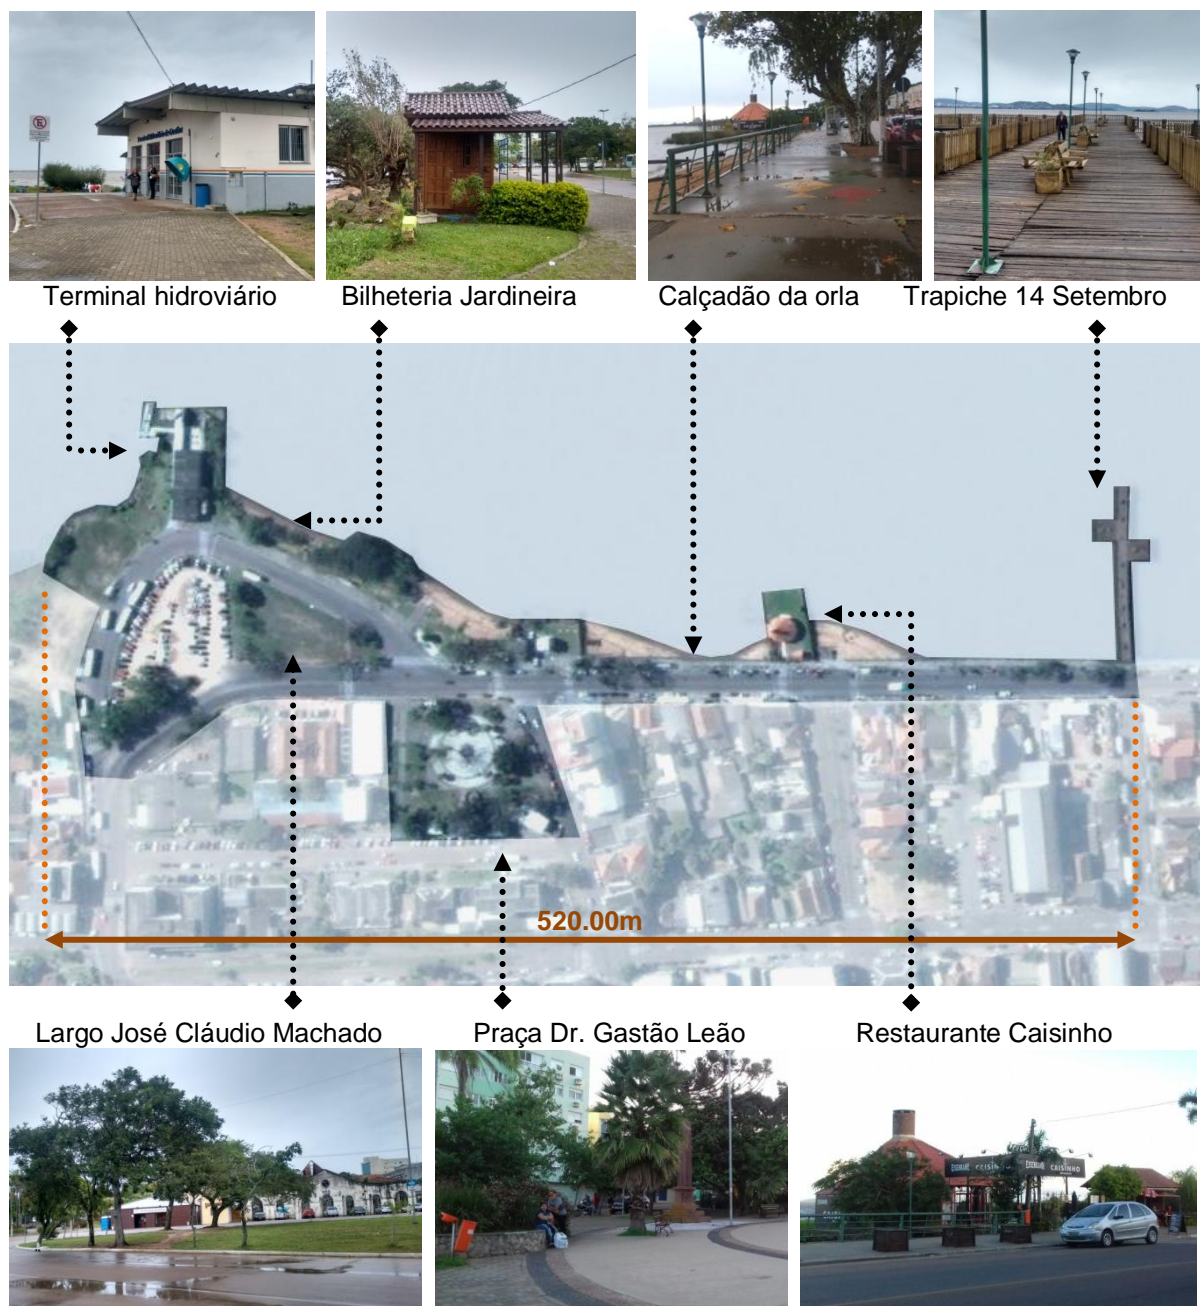 Terminal hidroviário
Bilheteria Jardineira
Calçadão da orla
Trapiche 14 Setembro
520.00m
Largo José Cláudio Machado
Praça Dr. Gastão Leão
Restaurante Caisinho
CAISINHO